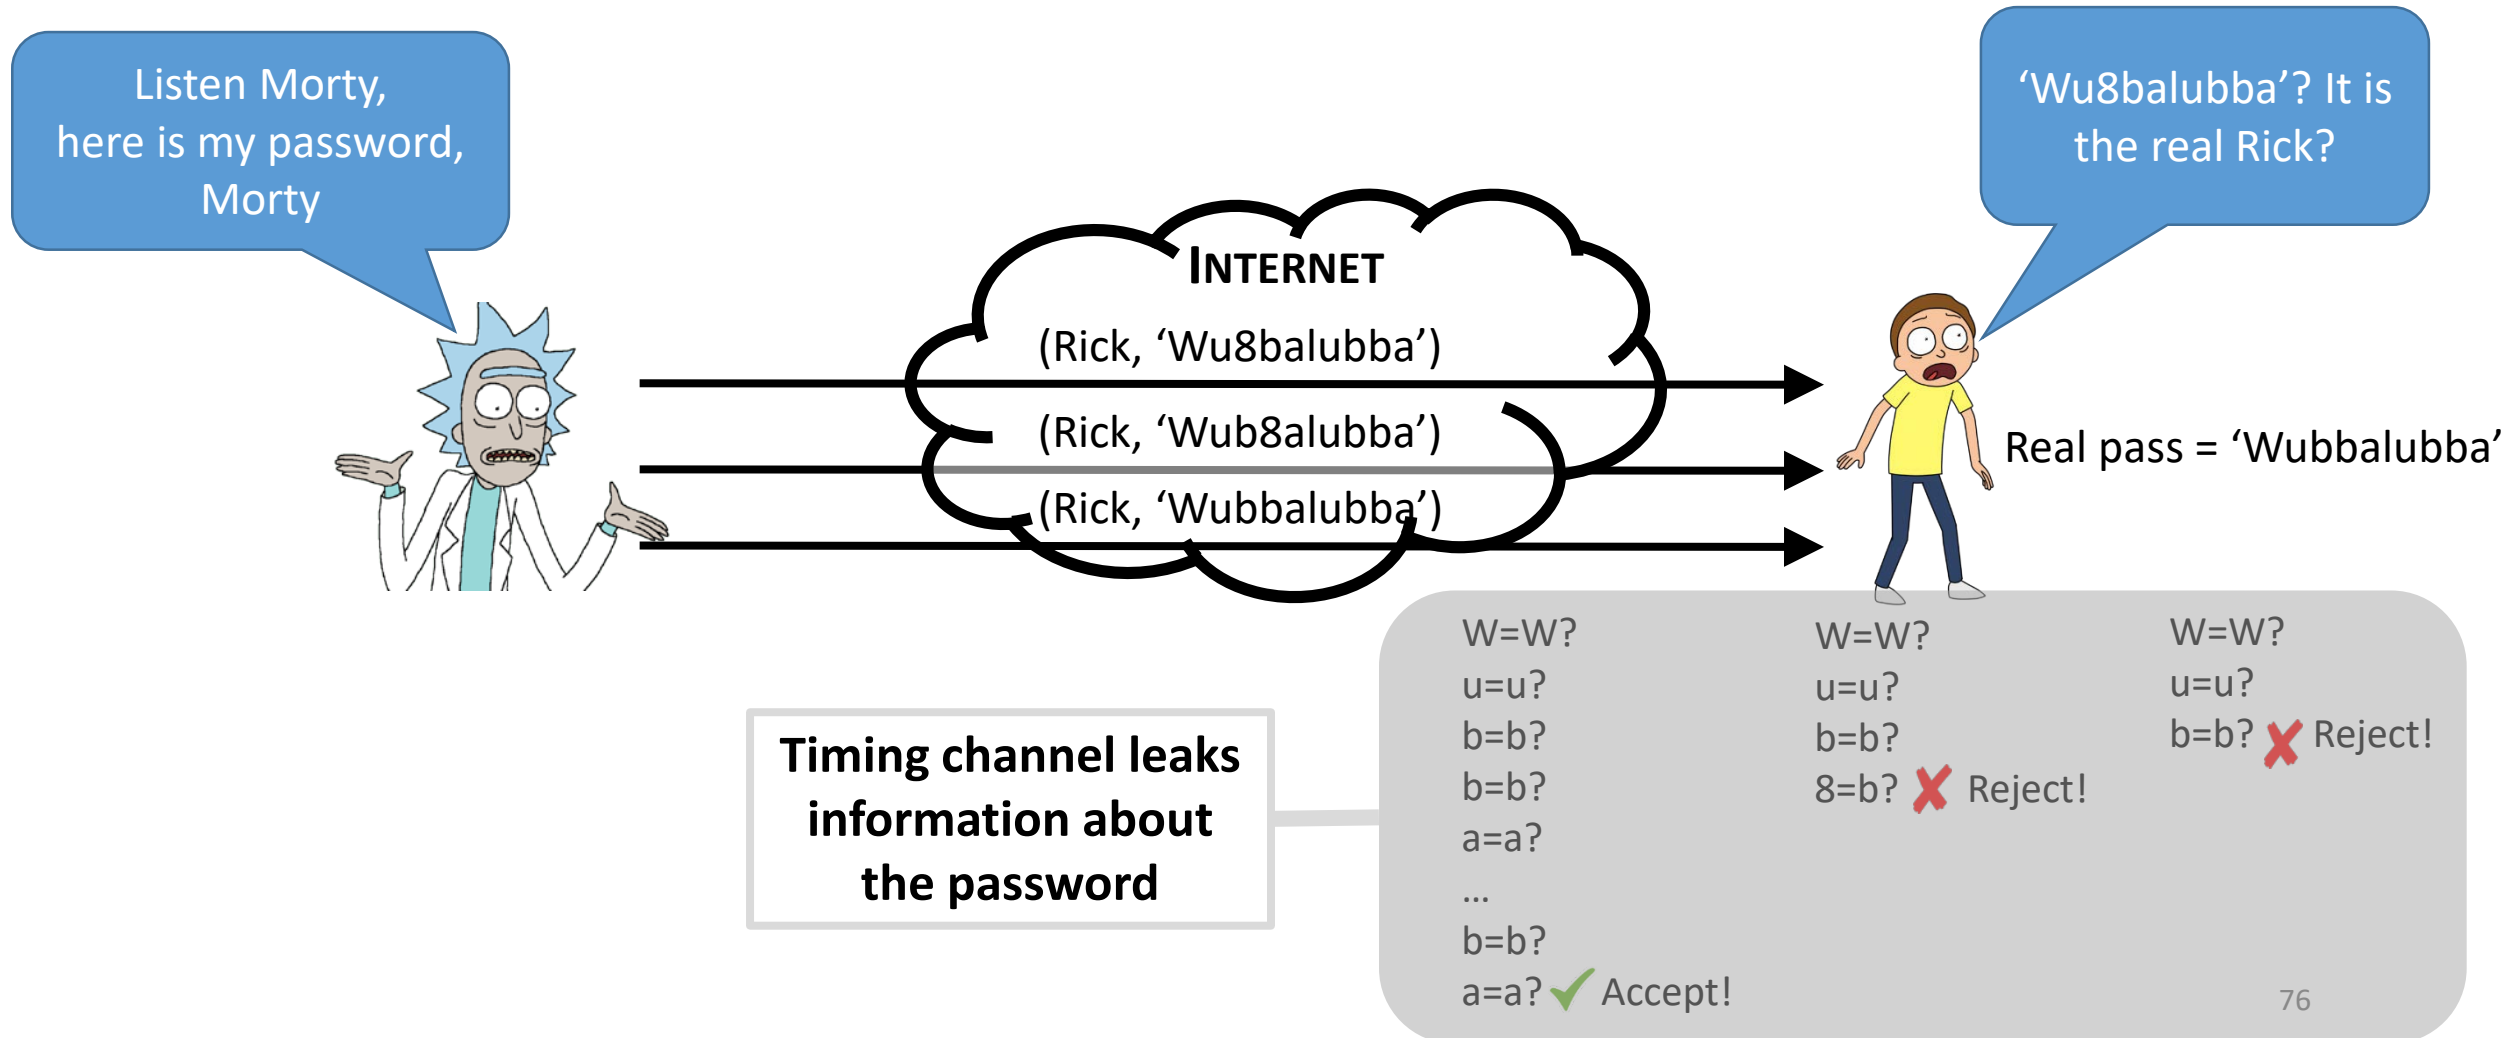 Listen Morty,
here is my password,
Morty
‘Wu8balubba’? It is
the real Rick?
INTERNET
(Rick, ‘Wu8balubba’)
(Rick, ‘Wub8alubba’)
(Rick, ‘Wubbalubba’)
Real pass = ‘Wubbalubba’
Timing channel leaks
information about
the password
W=W?
u=u?
b=b?
b=b?
a=a?
...
b=b?
a=a? Accept!
W=W?
u=u?
b=b?
8=b? Reject!
W=W?
u=u?
b=b? Reject!
76